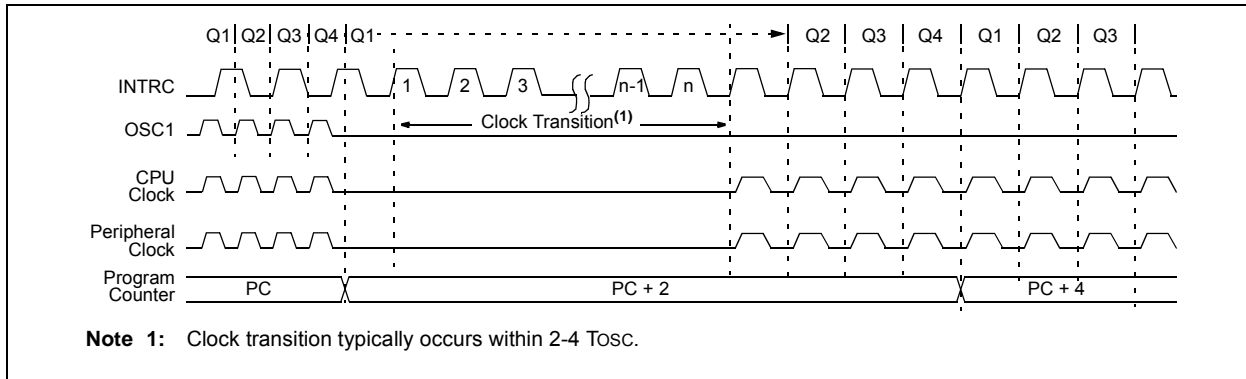 Q1 Q2 Q3 Q4 Q1 Q2 Q3 Q4 Q1 Q2 Q3
INTRC 1 2 3 n-1 n
OSC1 Clock Transition(1)
CPU
Clock
Peripheral
Clock
Program
Counter PC PC + 2 PC + 4
Note 1: Clock transition typically occurs within 2-4 TOSC.